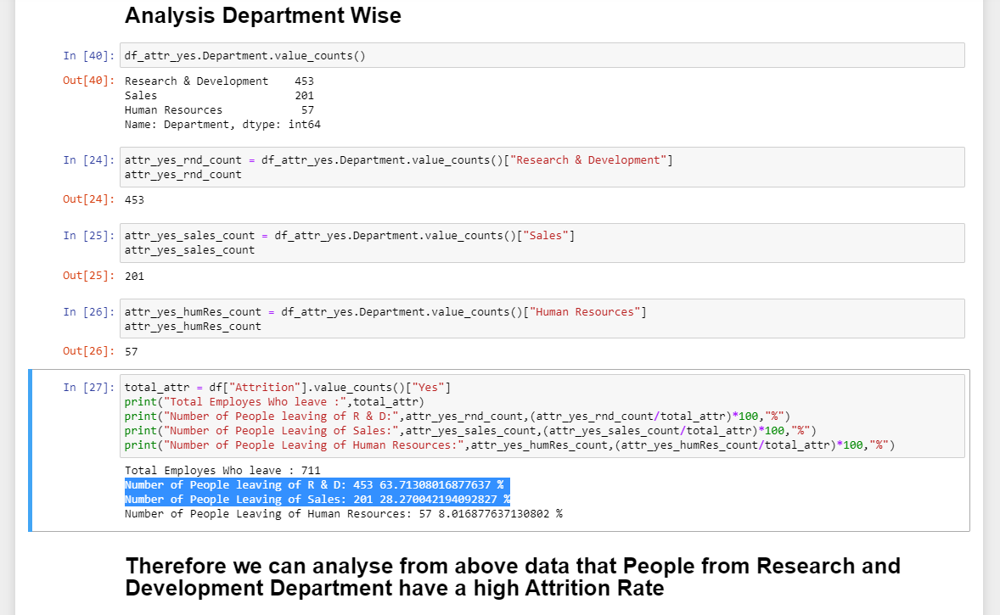 Analysis Department Wise
In [40]: df_attr_yes.Department.value_counts()
Out[40]: Research & Development    453
Sales                     201
Human Resources            57
Name: Department, dtype: int64
In [24]: attr_yes_rnd_count = df_attr_yes.Department.value_counts()["Research & Development"]
attr_yes_rnd_count
Out[24]: 453
In [25]: attr_yes_sales_count = df_attr_yes.Department.value_counts()["Sales"]
attr_yes_sales_count
Out[25]: 201
In [26]: attr_yes_humRes_count = df_attr_yes.Department.value_counts()["Human Resources"]
attr_yes_humRes_count
Out[26]: 57
In [27]: total_attr = df["Attrition"].value_counts()["Yes"]
print("Total Employes Who leave :",total_attr)
print("Number of People leaving of R & D:",attr_yes_rnd_count,(attr_yes_rnd_count/total_attr)*100,"%")
print("Number of People Leaving of Sales:",attr_yes_sales_count,(attr_yes_sales_count/total_attr)*100,"%")
print("Number of People Leaving of Human Resources:",attr_yes_humRes_count,(attr_yes_humRes_count/total_attr)*100,"%")
Total Employes Who leave : 711
Number of People leaving of R & D: 453 63.71308016877637 %
Number of People Leaving of Sales: 201 28.270042194092827 %
Number of People Leaving of Human Resources: 57 8.016877637130802 %
Therefore we can analyse from above data that People from Research and
Development Department have a high Attrition Rate